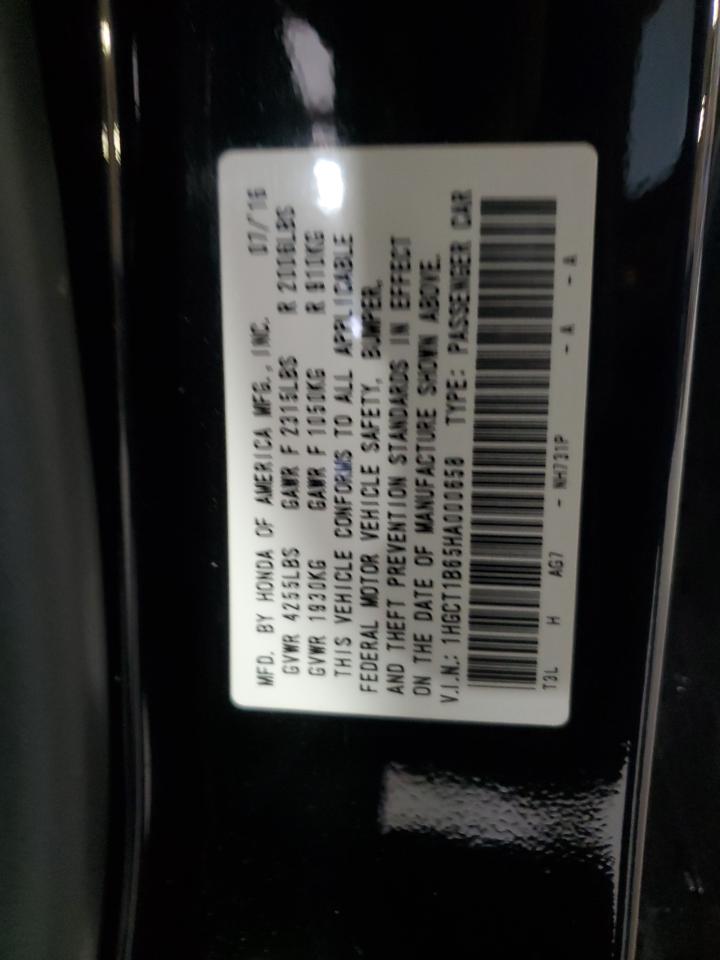 MFD. BY HONDA OF AMERICA MFG., INC. 07/'16
GVWR 4255LBS GAWR F 2315LBS R 2006LBS
GVWR 1930KG GAWR F 1050KG R 910KG
THIS VEHICLE CONFORMS TO ALL APPLICABLE
FEDERAL MOTOR VEHICLE SAFETY, BUMPER,
AND THEFT PREVENTION STANDARDS IN EFFECT
ON THE DATE OF MANUFACTURE SHOWN ABOVE.
V.I.N.: 1HGCT1B65HA000658 TYPE: PASSENGER CAR
T3L H AG7 - NH731P - A - A